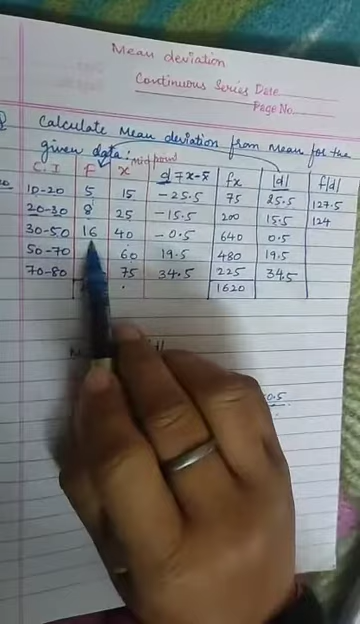 Mean deviation
Continuous Series Date
Page No.
Calculate Mean deviation from Mean for the
given data:
C.I f x mid point d = x - x̄ fx |d| f|d|
10-20 5 15 -25.5 75 25.5 127.5
20-30 8 25 -15.5 200 15.5 124
30-50 16 40 -0.5 640 0.5
50-70 60 19.5 480 19.5
70-80 75 34.5 225 34.5
1620
0.5